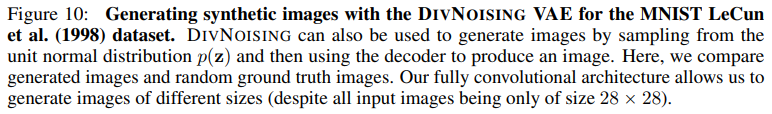 Figure 10: Generating synthetic images with the DIVNOISING VAE for the MNIST LeCun
et al. (1998) dataset. DIVNOISING can also be used to generate images by sampling from the
unit normal distribution p(z) and then using the decoder to produce an image. Here, we compare
generated images and random ground truth images. Our fully convolutional architecture allows us to
generate images of different sizes (despite all input images being only of size 28 × 28).